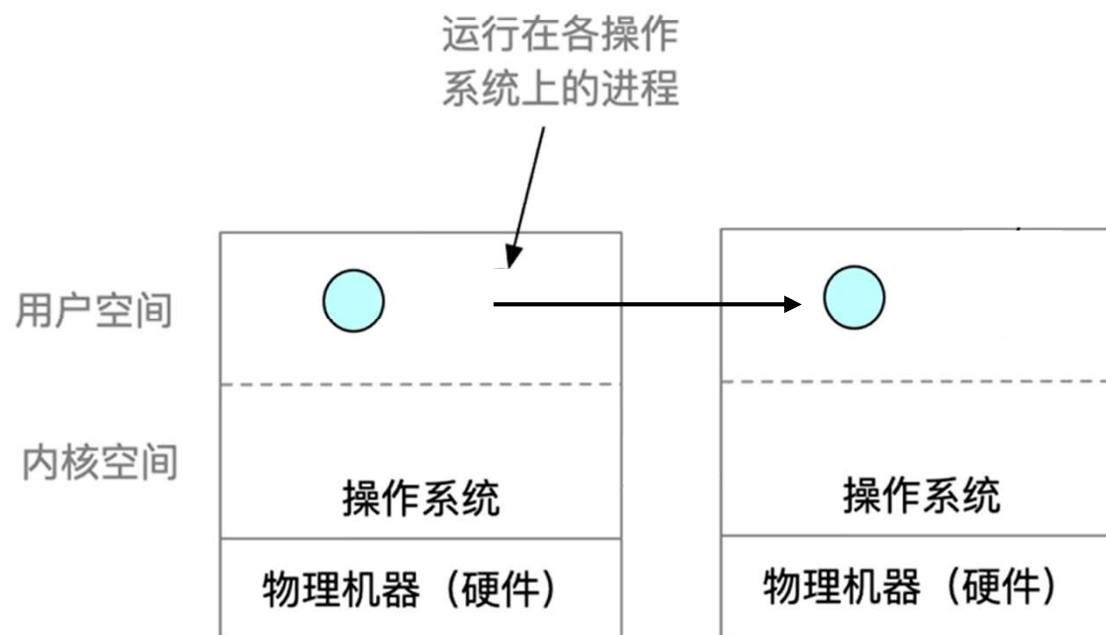 运行在各操作
系统上的进程
用户空间
内核空间
操作系统
操作系统
物理机器（硬件）
物理机器（硬件）